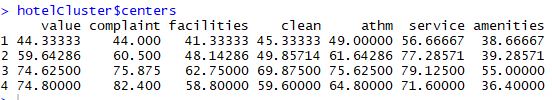 > hotelCluster$centers
value complaint facilities clean athm service amenities
1 44.33333 44.000 41.33333 45.33333 49.00000 56.66667 38.66667
2 59.64286 60.500 48.14286 49.85714 61.64286 77.28571 39.28571
3 74.62500 75.875 62.75000 69.87500 75.62500 79.12500 55.00000
4 74.80000 82.400 58.80000 59.60000 64.80000 71.60000 36.40000
>